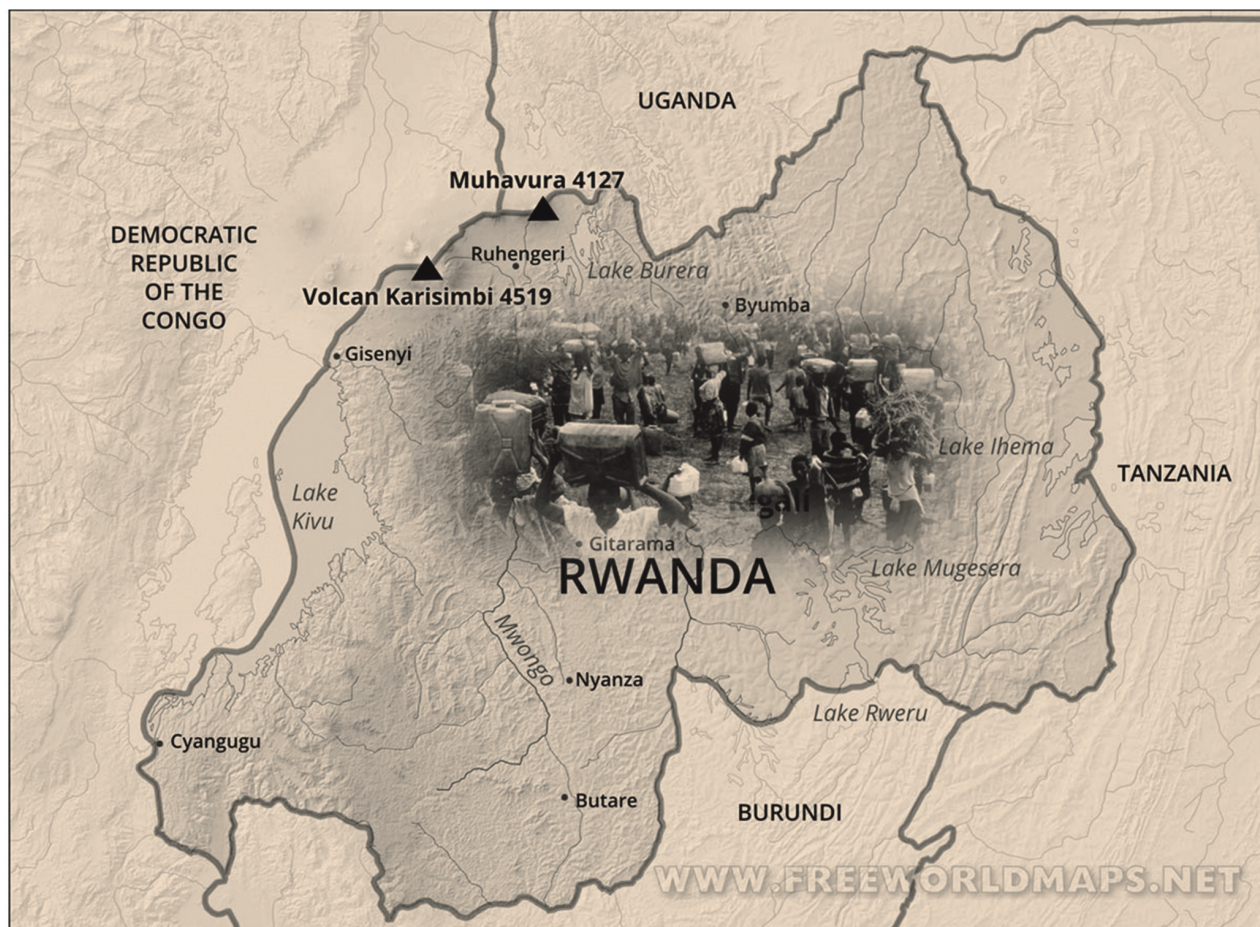 UGANDA
Muhavura 4127
DEMOCRATIC
REPUBLIC
OF THE
CONGO
Ruhengeri
Lake Burera
Volcan Karisimbi 4519
Byumba
Gisenyi
Lake Ihema
TANZANIA
Lake
Kivu
Kigali
Gitarama
RWANDA
Lake Mugesera
Mwongo
Nyanza
Lake Rweru
Cyangugu
Butare
BURUNDI
WWW.FREEWORLDMAPS.NET